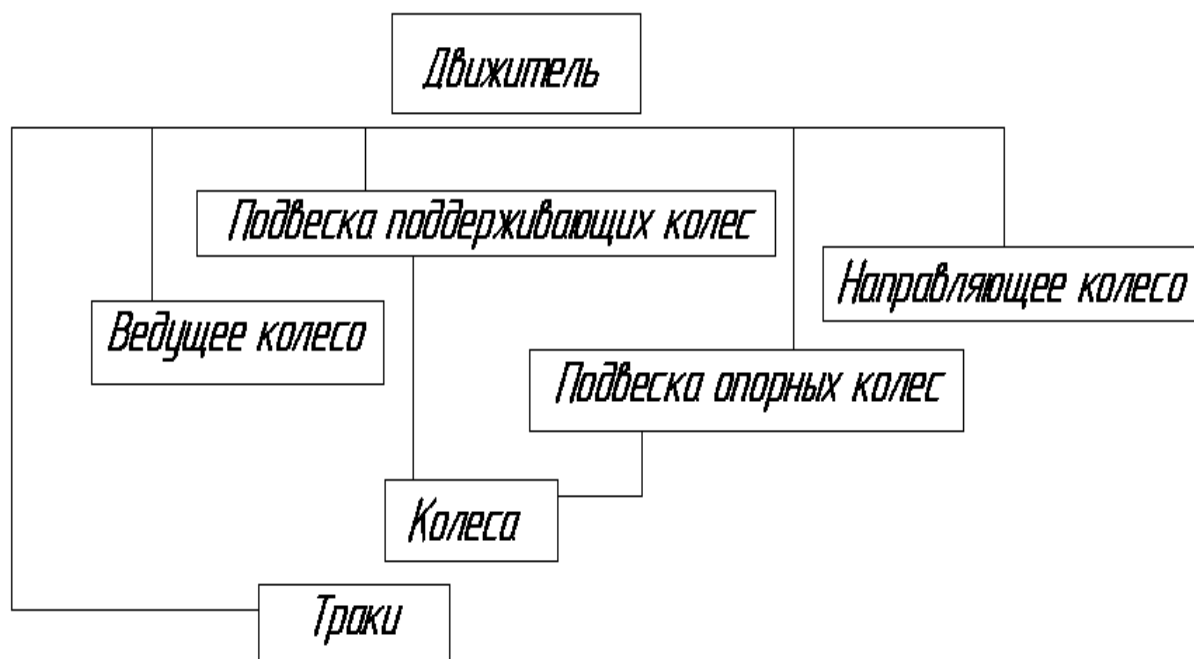 Движитель
Подвеска поддерживающих колес
Направляющее колесо
Ведущее колесо
Подвеска опорных колес
Колеса
Траки